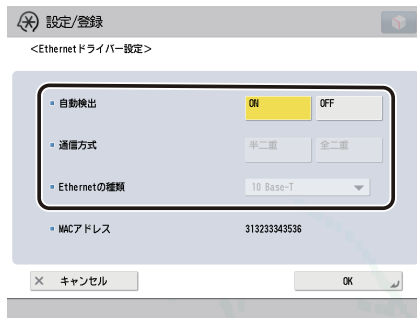 設定/登録
<Ethernetドライバー設定>
自動検出 ON OFF
通信方式 半二重 全二重
Ethernetの種類 10 Base-T
MACアドレス 313233343536
× キャンセル OK